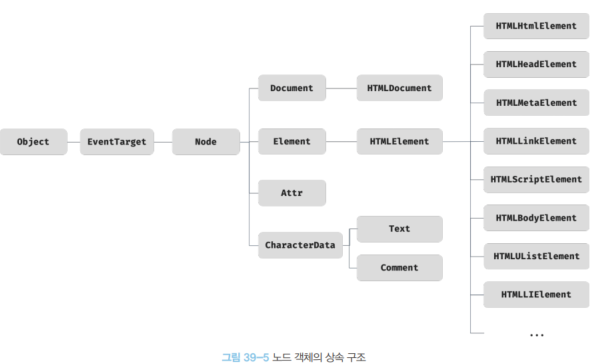 Object
EventTarget
Node
Document
HTMLDocument
Element
HTMLElement
Attr
CharacterData
Text
Comment
HTMLHtmlElement
HTMLHeadElement
HTMLMetaElement
HTMLLinkElement
HTMLScriptElement
HTMLBodyElement
HTMLUListElement
HTMLLIElement
...
그림 39-5 노드 객체의 상속 구조